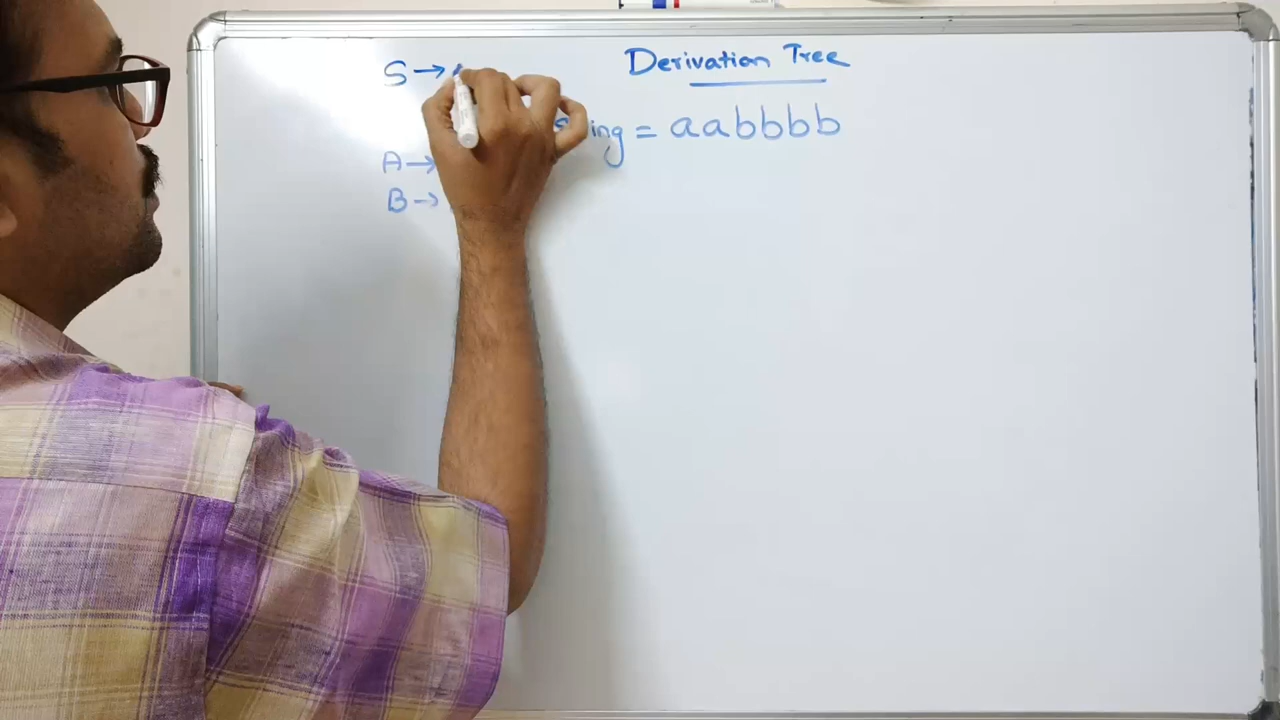 Derivation Tree
S →
ing = aabbbb
A →
B →